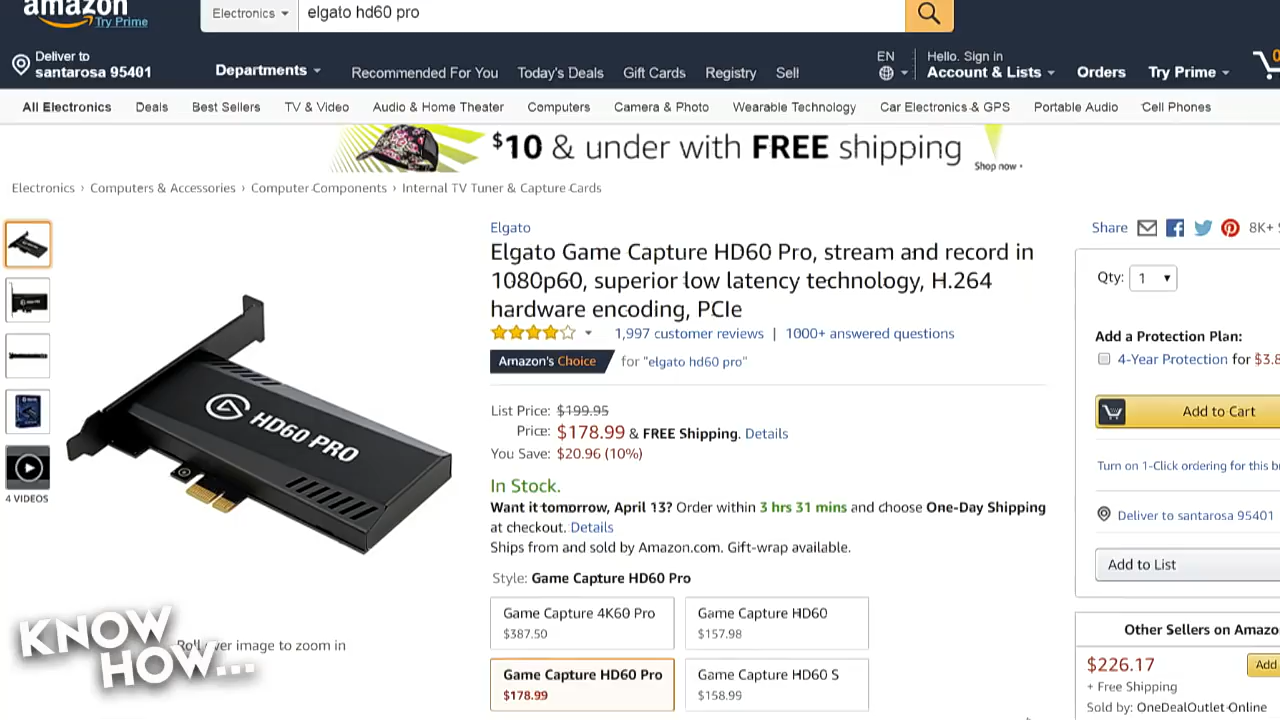 amazon
Try Prime
Electronics
elgato hd60 pro
Deliver to
santarosa 95401
Departments
Recommended For You
Today's Deals
Gift Cards
Registry
Sell
EN
Hello. Sign in
Account & Lists
Orders
Try Prime
0
All Electronics
Deals
Best Sellers
TV & Video
Audio & Home Theater
Computers
Camera & Photo
Wearable Technology
Car Electronics & GPS
Portable Audio
Cell Phones
$10 & under with FREE shipping
Shop now ›
Electronics › Computers & Accessories › Computer Components › Internal TV Tuner & Capture Cards
4 VIDEOS
HD60 PRO
Roll over image to zoom in
KNOW
HOW...
Elgato
Elgato Game Capture HD60 Pro, stream and record in
1080p60, superior low latency technology, H.264
hardware encoding, PCIe
1,997 customer reviews | 1000+ answered questions
Amazon's Choice for "elgato hd60 pro"
List Price: $199.95
Price: $178.99 & FREE Shipping. Details
You Save: $20.96 (10%)
In Stock.
Want it tomorrow, April 13? Order within 3 hrs 31 mins and choose One-Day Shipping
at checkout. Details
Ships from and sold by Amazon.com. Gift-wrap available.
Style: Game Capture HD60 Pro
Game Capture 4K60 Pro
$387.50
Game Capture HD60
$157.98
Game Capture HD60 Pro
$178.99
Game Capture HD60 S
$158.99
Share
8K+
Qty: 1
Add a Protection Plan:
4-Year Protection for $3.8
Add to Cart
Turn on 1-Click ordering for this
Deliver to santarosa 95401
Add to List
Other Sellers on Amazo
$226.17
Add
+ Free Shipping
Sold by: OneDealOutlet Online